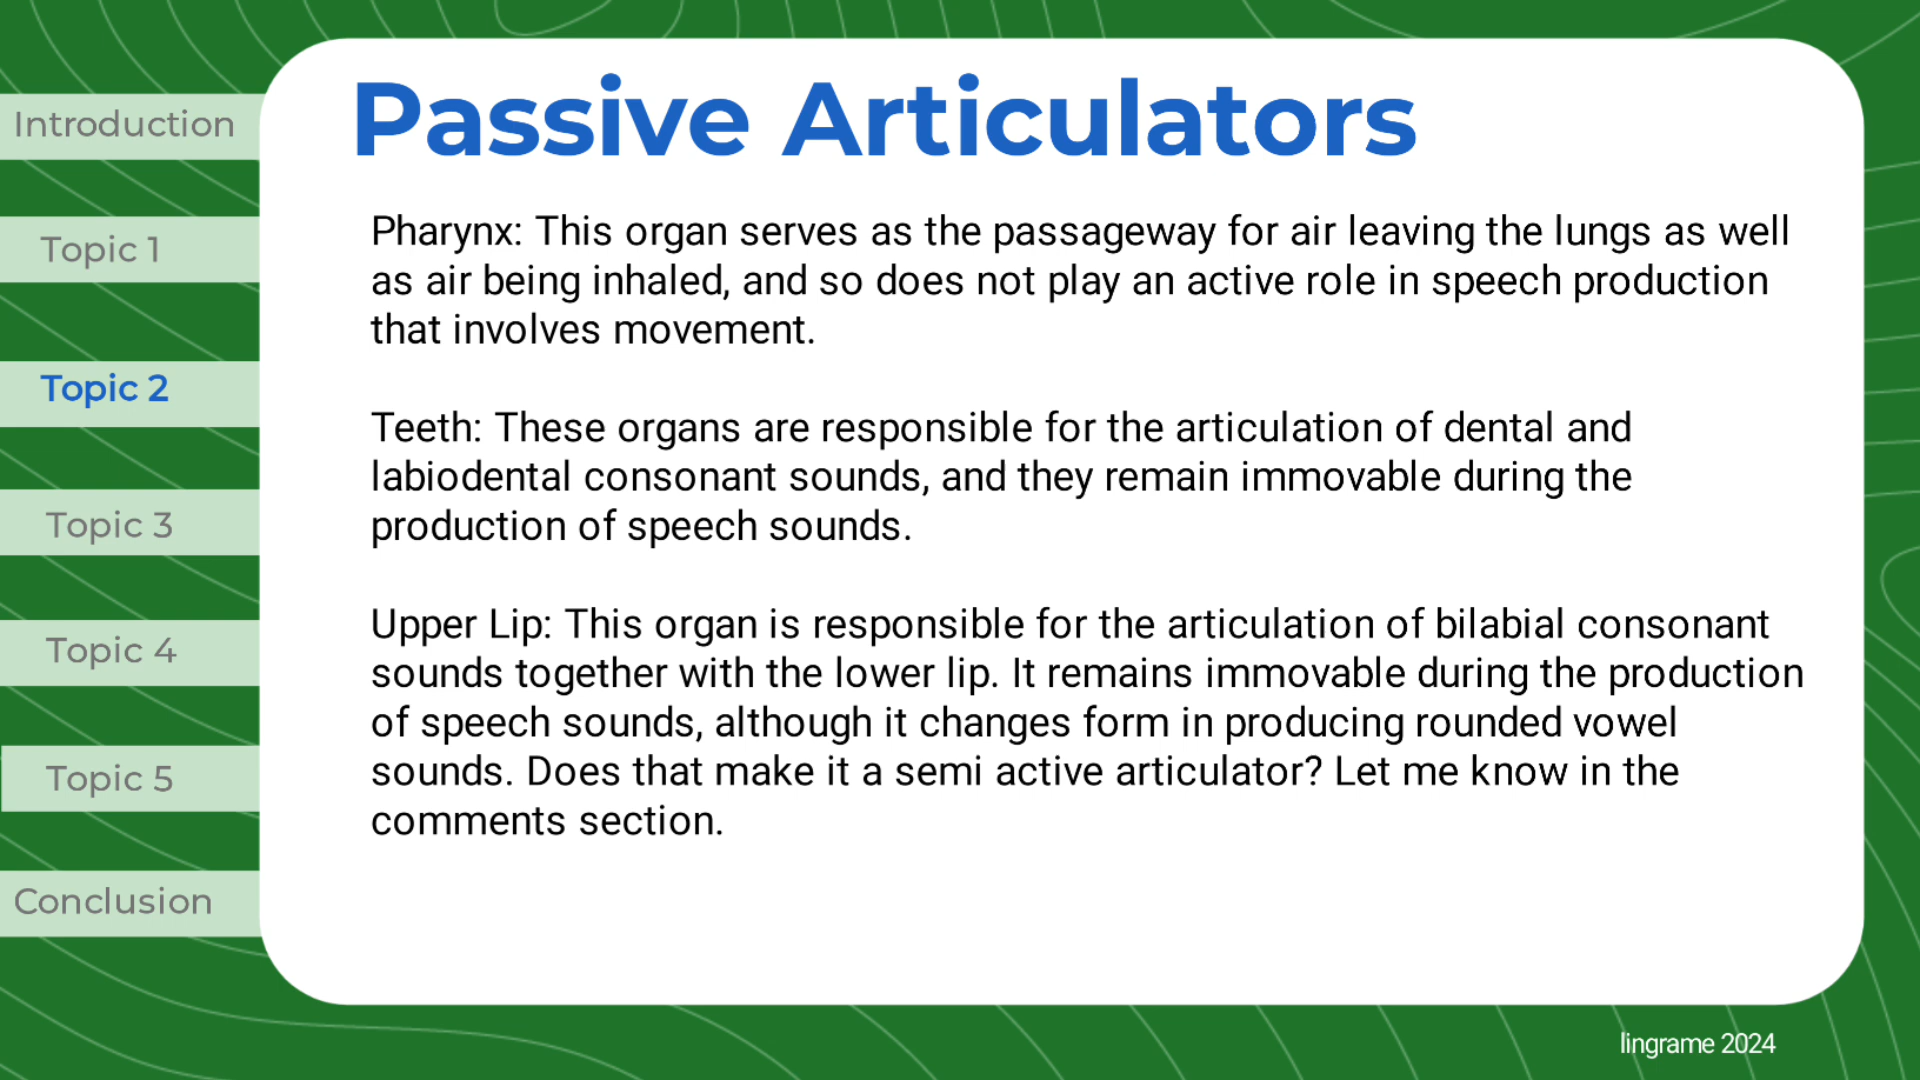 Passive Articulators
Introduction
Topic 1
Topic 2
Topic 3
Topic 4
Topic 5
Conclusion
Pharynx: This organ serves as the passageway for air leaving the lungs as well
as air being inhaled, and so does not play an active role in speech production
that involves movement.
Teeth: These organs are responsible for the articulation of dental and
labiodental consonant sounds, and they remain immovable during the
production of speech sounds.
Upper Lip: This organ is responsible for the articulation of bilabial consonant
sounds together with the lower lip. It remains immovable during the production
of speech sounds, although it changes form in producing rounded vowel
sounds. Does that make it a semi active articulator? Let me know in the
comments section.
lingrame 2024